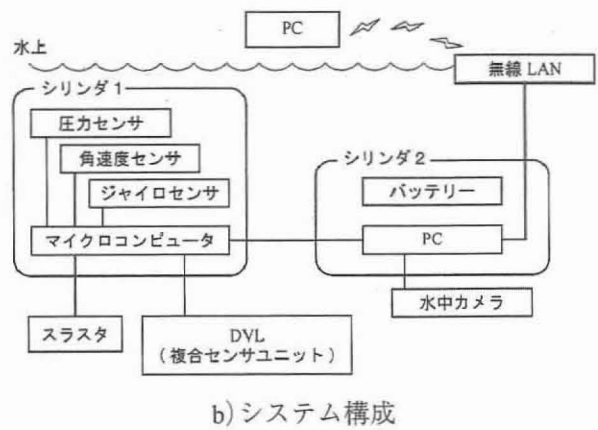 PC
水上
無線 LAN
シリンダ 1
圧力センサ
角速度センサ
ジャイロセンサ
マイクロコンピュータ
シリンダ 2
バッテリー
PC
水中カメラ
スラスタ
DVL
(複合センサユニット)
b)システム構成